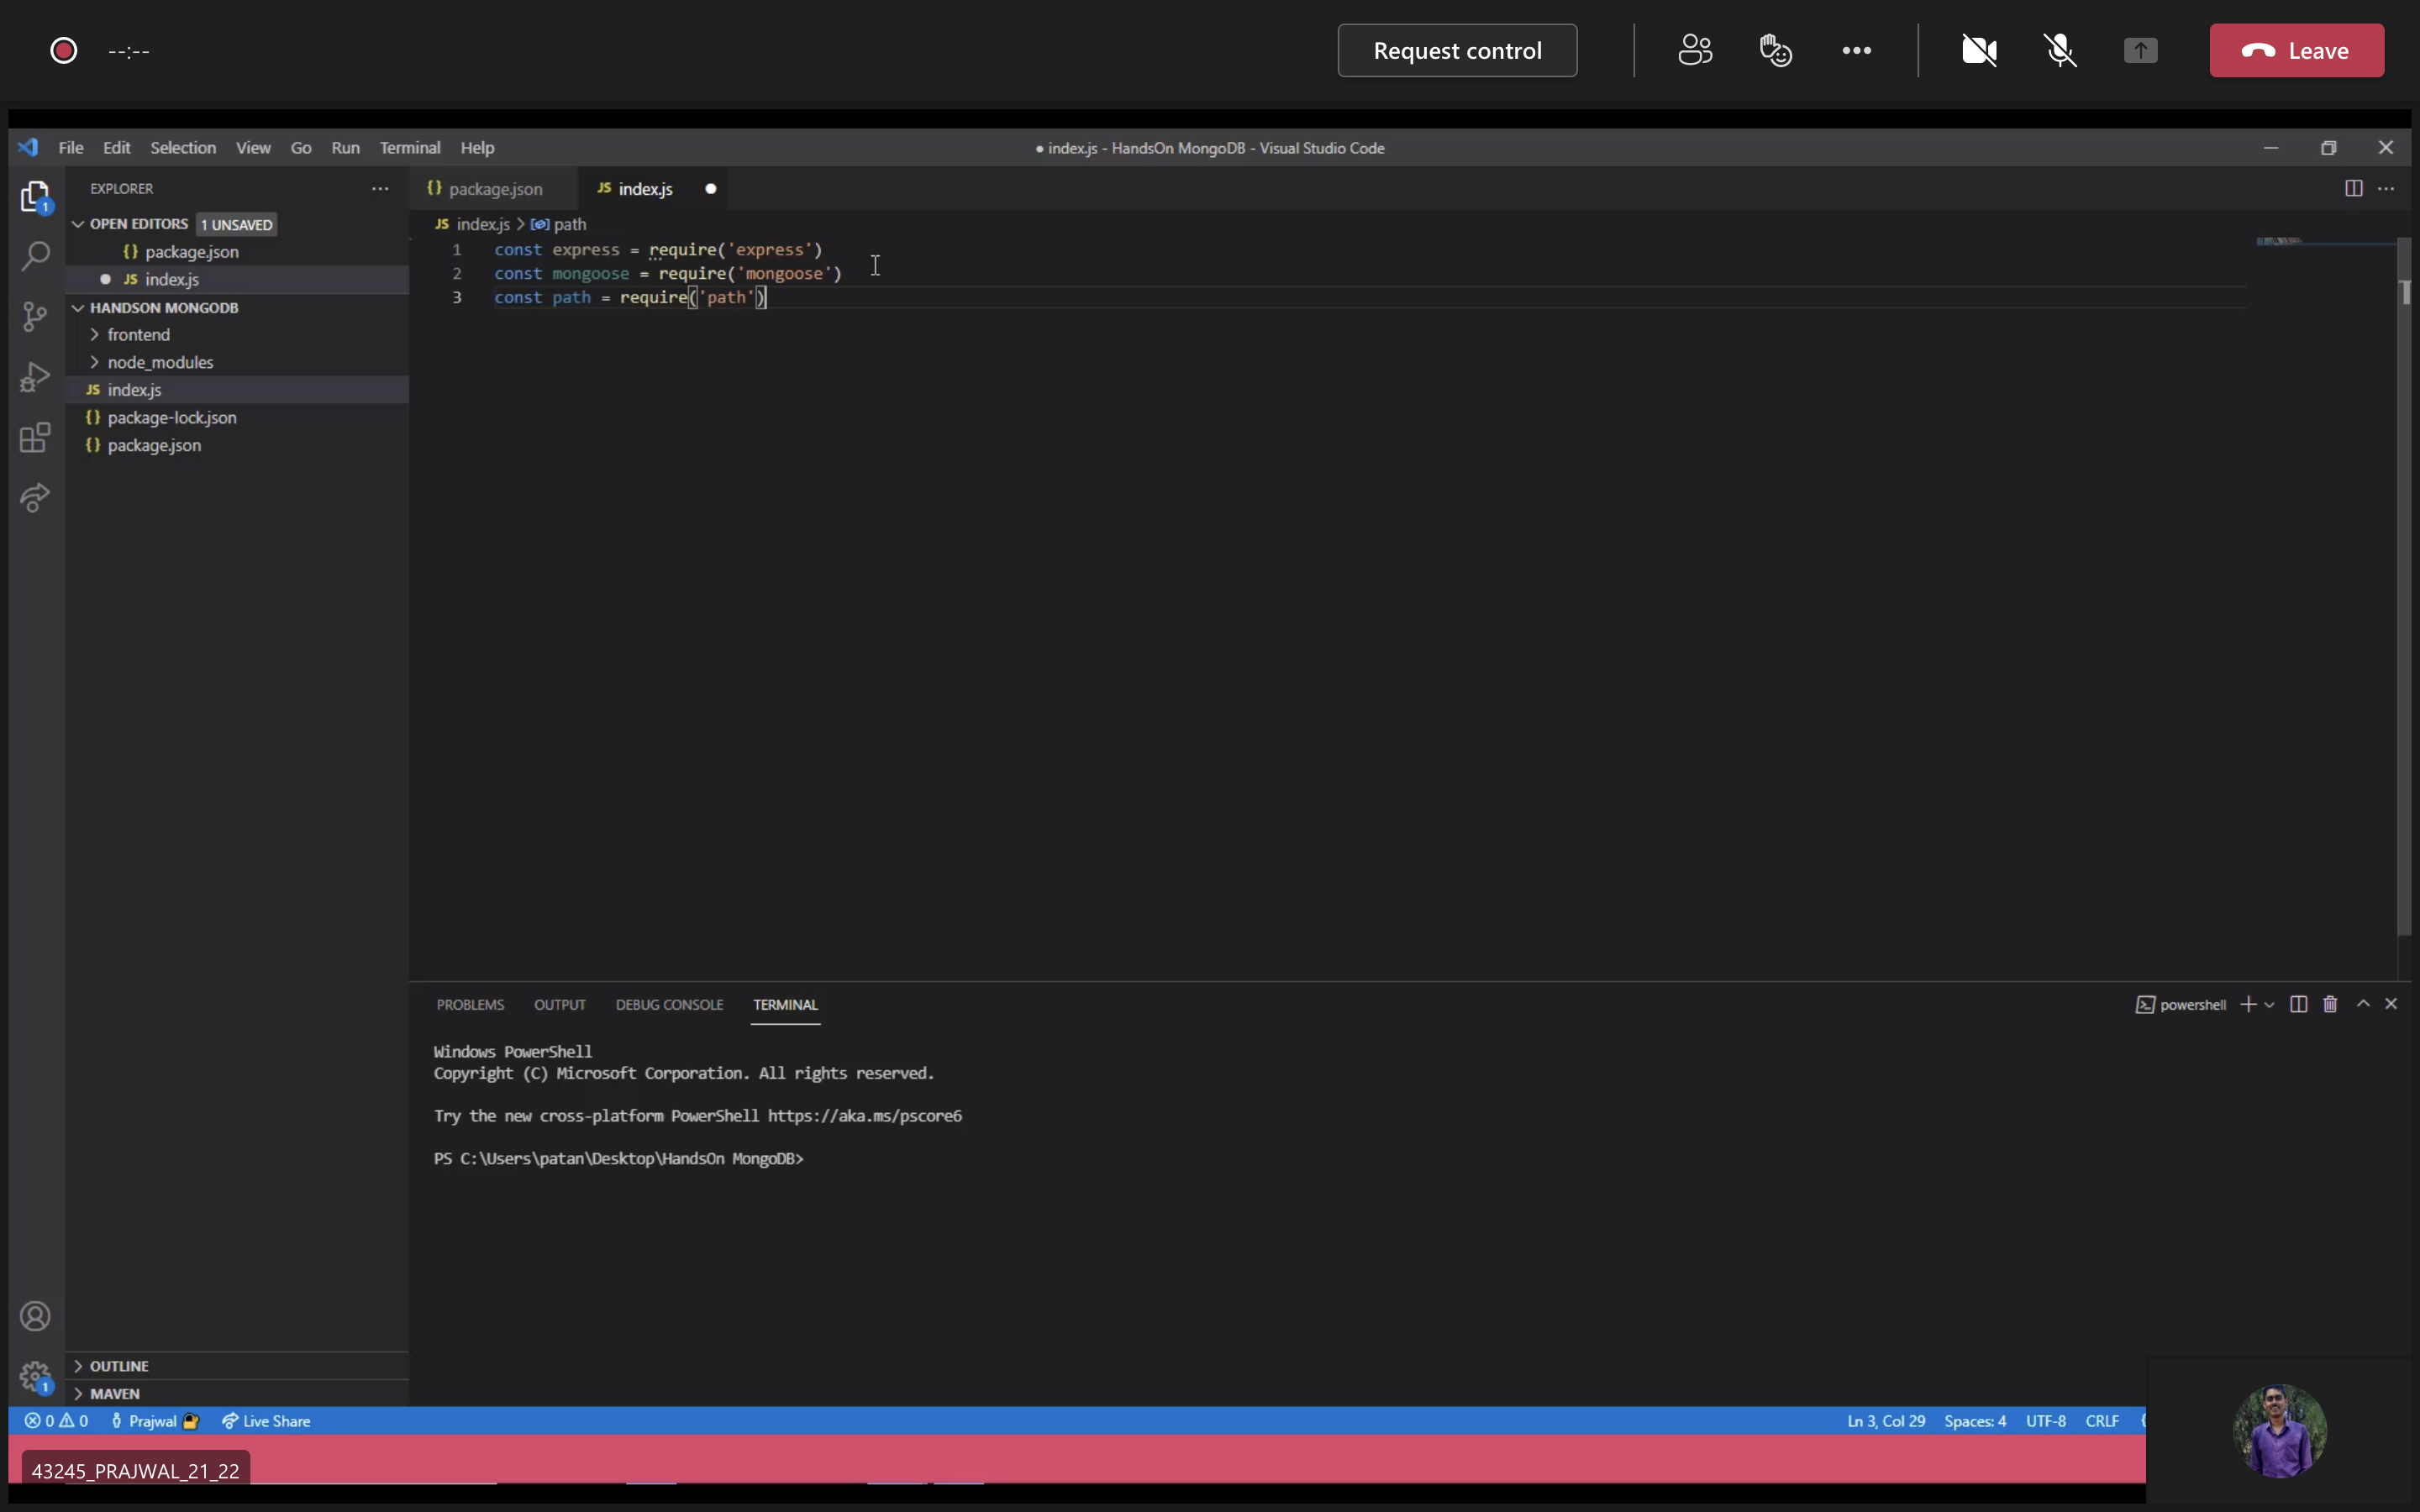 --:--
Request control
Leave
File Edit Selection View Go Run Terminal Help
● index.js - HandsOn MongoDB - Visual Studio Code
EXPLORER
{} package.json
JS index.js
OPEN EDITORS 1 UNSAVED
{} package.json
JS index.js
HANDSON MONGODB
frontend
node_modules
JS index.js
{} package-lock.json
{} package.json
JS index.js > path
1 const express = require('express')
2 const mongoose = require('mongoose')
3 const path = require('path')
PROBLEMS OUTPUT DEBUG CONSOLE TERMINAL
powershell
Windows PowerShell
Copyright (C) Microsoft Corporation. All rights reserved.
Try the new cross-platform PowerShell https://aka.ms/pscore6
PS C:\Users\patan\Desktop\HandsOn MongoDB>
OUTLINE
MAVEN
1
1
0 0 Prajwal Live Share
Ln 3, Col 29 Spaces: 4 UTF-8 CRLF
43245_PRAJWAL_21_22